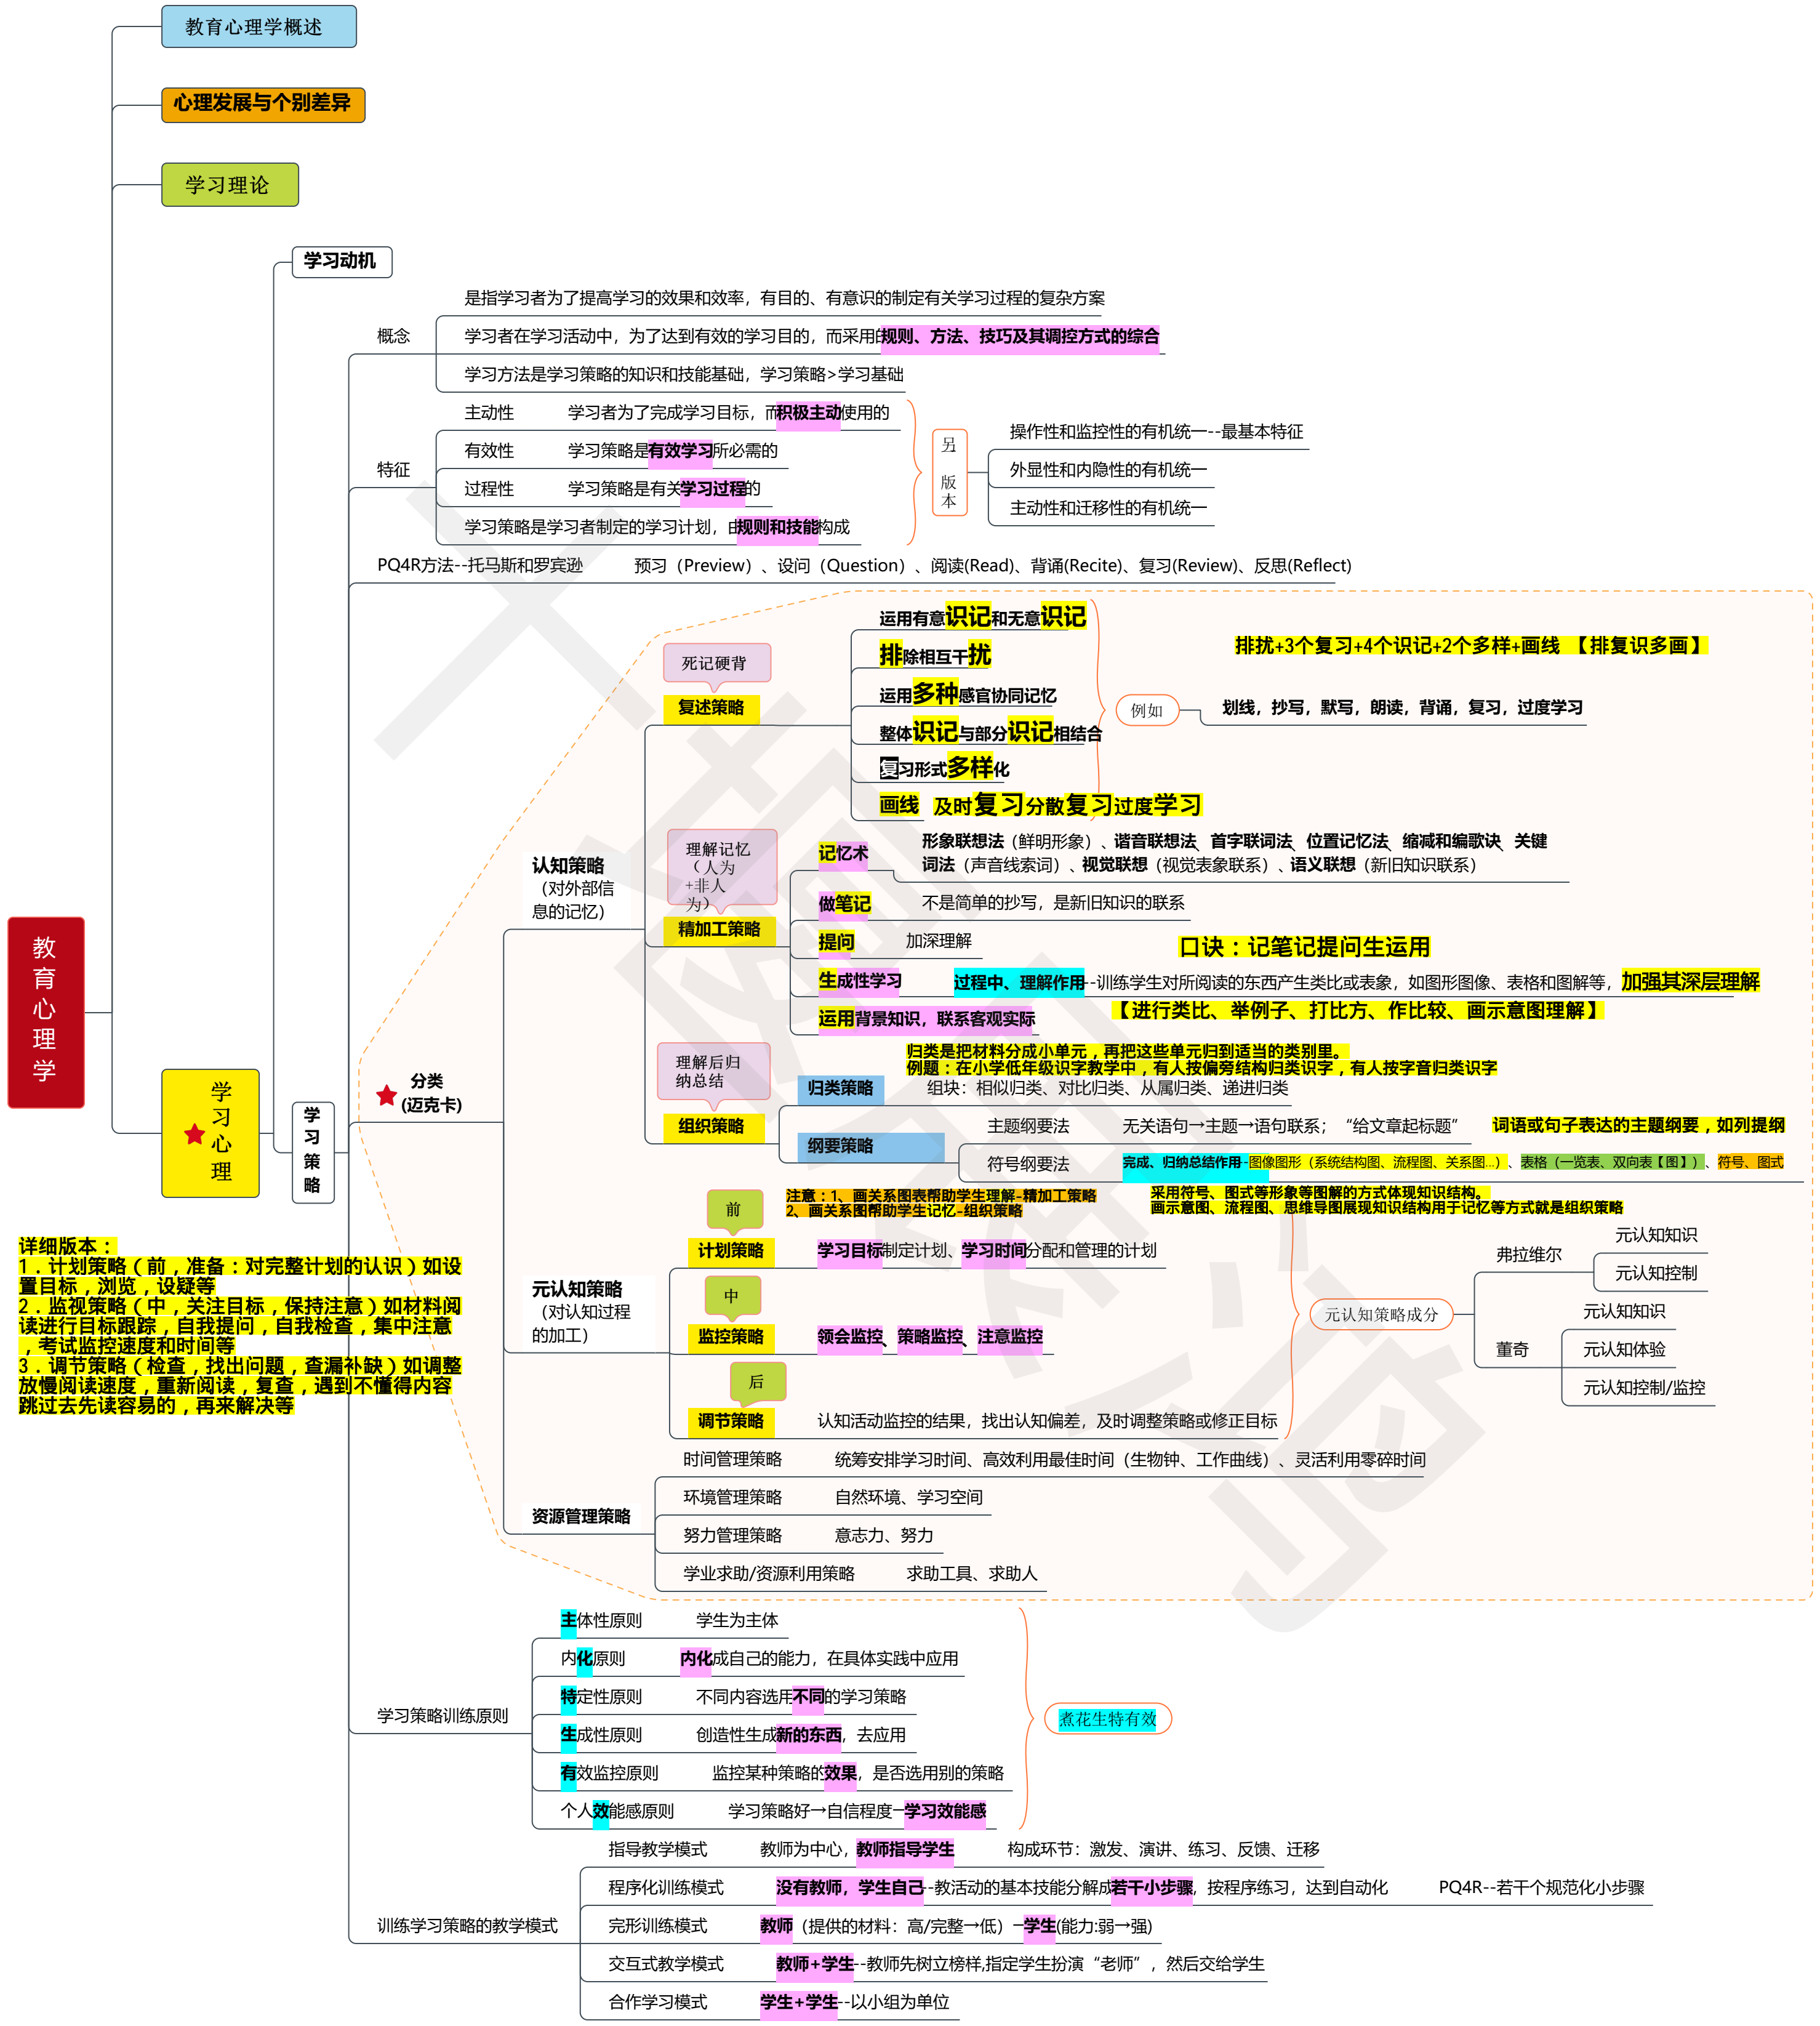 教育心理学概述
心理发展与个别差异
学习理论
学习动机
概念
是指学习者为了提高学习的效果和效率，有目的、有意识的制定有关学习过程的复杂方案
学习者在学习活动中，为了达到有效的学习目的，而采用的规则、方法、技巧及其调控方式的综合
学习方法是学习策略的知识和技能基础，学习策略>学习基础
特征
主动性 学习者为了完成学习目标，而积极主动使用的
有效性 学习策略是有效学习所必需的
过程性 学习策略是有关学习过程的
学习策略是学习者制定的学习计划，由规则和技能构成
另
版
本
操作性和监控性的有机统一--最基本特征
外显性和内隐性的有机统一
主动性和迁移性的有机统一
PQ4R方法--托马斯和罗宾逊 预习（Preview）、设问（Question）、阅读(Read)、背诵(Recite)、复习(Review)、反思(Reflect)
死记硬背
复述策略
运用有意识记和无意识记
排除相互干扰
运用多种感官协同记忆
整体识记与部分识记相结合
复习形式多样化
画线 及时复习分散复习过度学习
排扰+3个复习+4个识记+2个多样+画线 【排复识多画】
例如
划线，抄写，默写，朗读，背诵，复习，过度学习
认知策略
（对外部信
息的记忆）
理解记忆
（人为
+非人
为）
精加工策略
记忆术
形象联想法（鲜明形象）、谐音联想法、首字联词法、位置记忆法、缩减和编歌诀、关键
词法（声音线索词）、视觉联想（视觉表象联系）、语义联想（新旧知识联系）
做笔记 不是简单的抄写，是新旧知识的联系
提问 加深理解
口诀：记笔记提问生运用
生成性学习 过程中、理解作用--训练学生对所阅读的东西产生类比或表象，如图形图像、表格和图解等，加强其深层理解
【进行类比、举例子、打比方、作比较、画示意图理解】
运用背景知识，联系客观实际
理解后归
纳总结
组织策略
归类是把材料分成小单元，再把这些单元归到适当的类别里。
例题：在小学低年级识字教学中，有人按偏旁结构归类识字，有人按字音归类识字
归类策略 组块：相似归类、对比归类、从属归类、递进归类
纲要策略
主题纲要法 无关语句→主题→语句联系；“给文章起标题” 词语或句子表达的主题纲要，如列提纲
符号纲要法 完成、归纳总结作用--图像图形（系统结构图、流程图、关系图...）、表格（一览表、双向表【图】）、符号、图式
采用符号、图式等形象等图解的方式体现知识结构。
画示意图、流程图、思维导图展现知识结构用于记忆等方式就是组织策略
注意：1、画关系图表帮助学生理解-精加工策略
2、画关系图帮助学生记忆-组织策略
分类
(迈克卡)
教
育
心
理
学
学
习
心
理
学
习
策
略
详细版本：
1．计划策略（前，准备：对完整计划的认识）如设
置目标，浏览，设疑等
2．监视策略（中，关注目标，保持注意）如材料阅
读进行目标跟踪，自我提问，自我检查，集中注意
，考试监控速度和时间等
3．调节策略（检查，找出问题，查漏补缺）如调整
放慢阅读速度，重新阅读，复查，遇到不懂得内容
跳过去先读容易的，再来解决等
元认知策略
（对认知过程
的加工）
前
计划策略 学习目标制定计划、学习时间分配和管理的计划
中
监控策略 领会监控、策略监控、注意监控
后
调节策略 认知活动监控的结果，找出认知偏差，及时调整策略或修正目标
元认知策略成分
弗拉维尔
元认知知识
元认知控制
董奇
元认知知识
元认知体验
元认知控制/监控
资源管理策略
时间管理策略 统筹安排学习时间、高效利用最佳时间（生物钟、工作曲线）、灵活利用零碎时间
环境管理策略 自然环境、学习空间
努力管理策略 意志力、努力
学业求助/资源利用策略 求助工具、求助人
学习策略训练原则
主体性原则 学生为主体
内化原则 内化成自己的能力，在具体实践中应用
特定性原则 不同内容选用不同的学习策略
生成性原则 创造性生成新的东西，去应用
有效监控原则 监控某种策略的效果，是否选用别的策略
个人效能感原则 学习策略好→自信程度→学习效能感
煮花生特有效
训练学习策略的教学模式
指导教学模式 教师为中心，教师指导学生 构成环节：激发、演讲、练习、反馈、迁移
程序化训练模式 没有教师，学生自己--教活动的基本技能分解成若干小步骤，按程序练习，达到自动化 PQ4R--若干个规范化小步骤
完形训练模式 教师（提供的材料：高/完整→低）→学生(能力:弱→强)
交互式教学模式 教师+学生--教师先树立榜样,指定学生扮演“老师”，然后交给学生
合作学习模式 学生+学生--以小组为单位